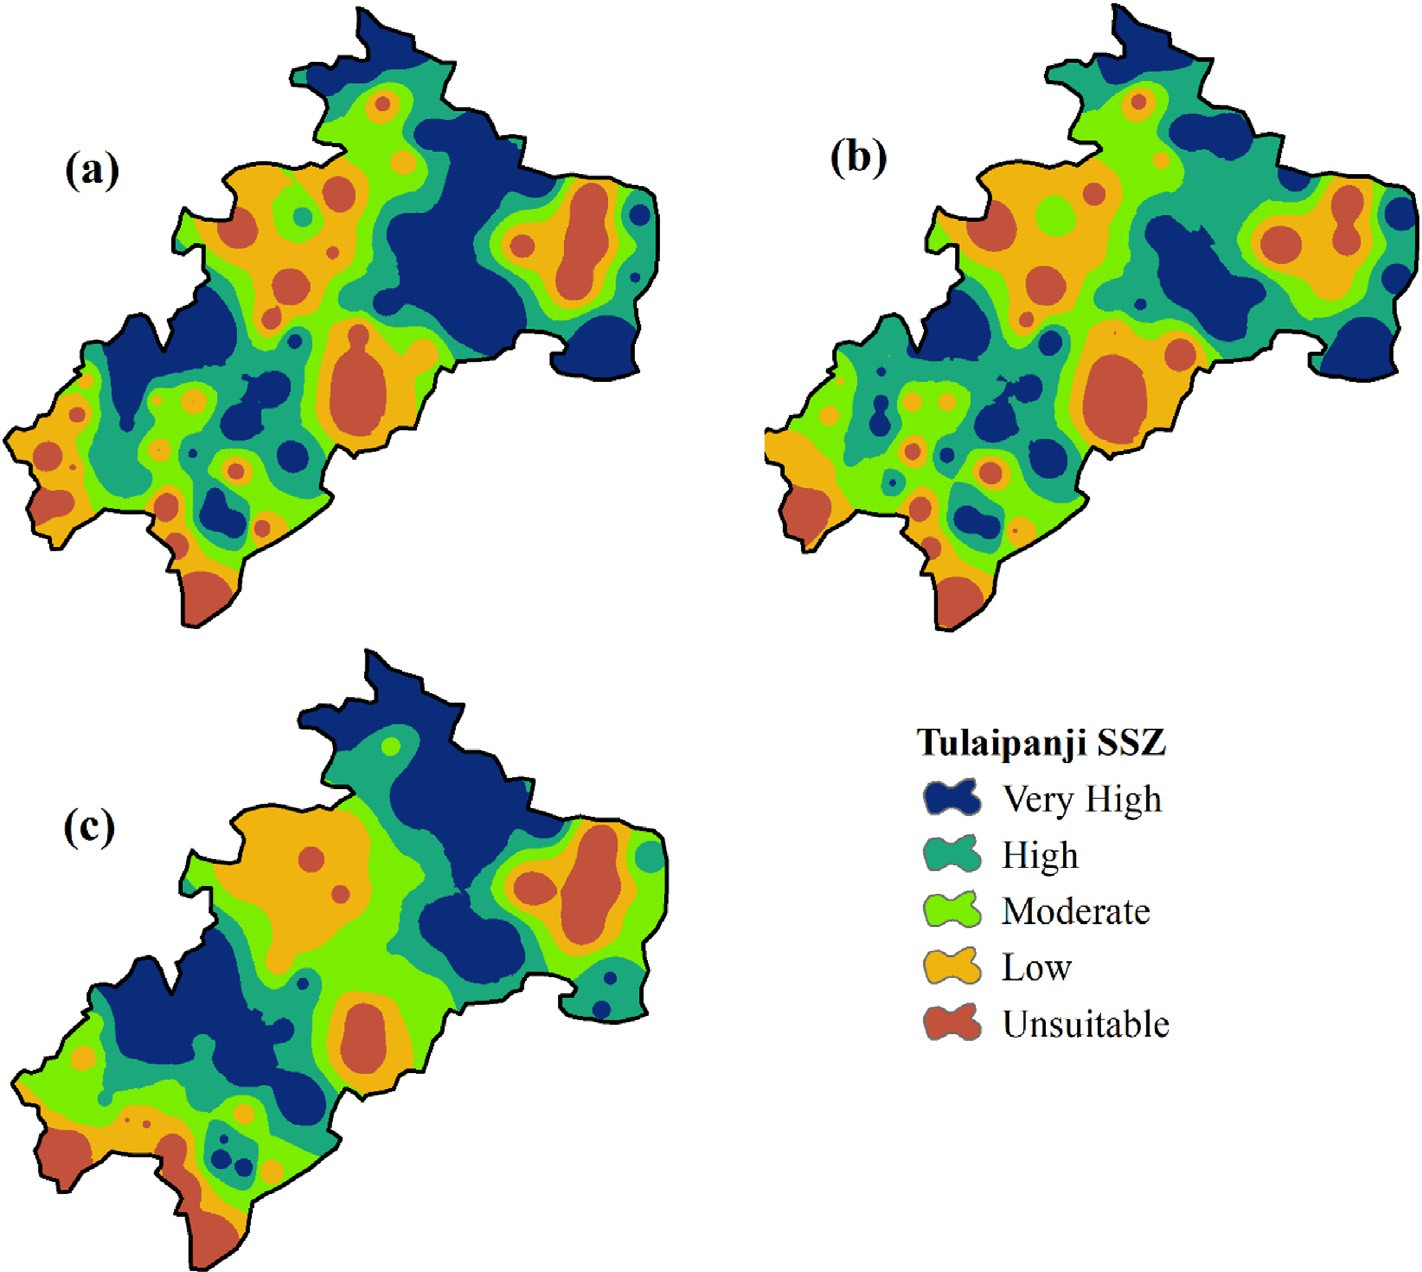 (a)
(b)
(c)
Tulaipanji SSZ
Very High
High
Moderate
Low
Unsuitable